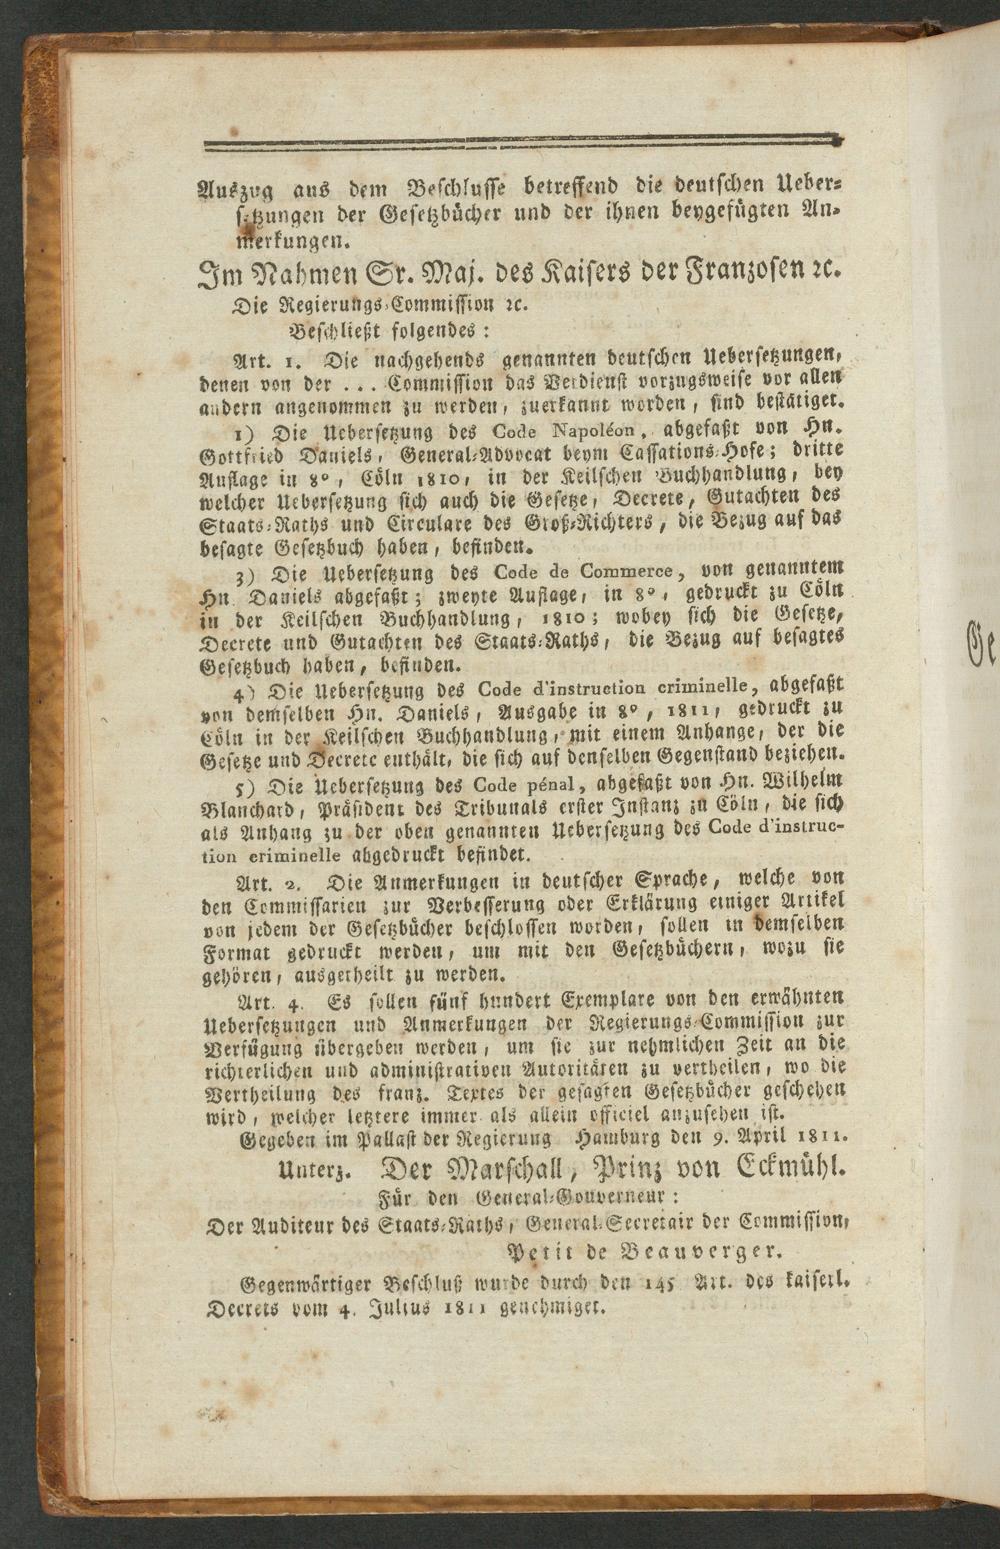 Auszug aus dem Beschlusse betreffend die deutschen Ueber-
setzungen der Gesetzbücher und der ihnen beygefügten An-
merkungen.
Im Nahmen Sr. Maj. des Kaisers der Franzosen ꝛc.
Die Regierungs-Commission ꝛc.
Beschließt folgendes:
Art. 1. Die nachgehends genannten deutschen Uebersetzungen,
denen von der ... Commission das Verdienst vorzugsweise vor allen
andern angenommen zu werden, zuerkannt worden, sind bestätiget.
1) Die Uebersetzung des Code Napoléon, abgefaßt von Hn.
Gottfried Daniels, General-Advocat beym Cassations-Hofe; dritte
Auflage in 8°, Cöln 1810, in der Keilschen Buchhandlung, bey
welcher Uebersetzung sich auch die Gesetze, Decrete, Gutachten des
Staats-Raths und Circulare des Groß-Richters, die Bezug auf das
besagte Gesetzbuch haben, befinden.
3) Die Uebersetzung des Code de Commerce, von genanntem
Hn. Daniels abgefaßt; zweyte Auflage, in 8°, gedruckt zu Cöln
in der Keilschen Buchhandlung, 1810; wobey sich die Gesetze,
Decrete und Gutachten des Staats-Raths, die Bezug auf besagtes
Gesetzbuch haben, befinden.
4) Die Uebersetzung des Code d'instruction criminelle, abgefaßt
von demselben Hn. Daniels, Ausgabe in 8°, 1811, gedruckt zu
Cöln in der Keilschen Buchhandlung, mit einem Anhange, der die
Gesetze und Decrete enthält, die sich auf denselben Gegenstand beziehen.
5) Die Uebersetzung des Code pénal, abgefaßt von Hn. Wilhelm
Blanchard, Präsident des Tribunals erster Instanz zu Cöln, die sich
als Anhang zu der oben genannten Uebersetzung des Code d'instruc-
tion criminelle abgedruckt befindet.
Art. 2. Die Anmerkungen in deutscher Sprache, welche von
den Commissarien zur Verbesserung oder Erklärung einiger Artikel
von jedem der Gesetzbücher beschlossen worden, sollen in demselben
Format gedruckt werden, um mit den Gesetzbüchern, wozu sie
gehören, ausgetheilt zu werden.
Art. 4. Es sollen fünf hundert Exemplare von den erwähnten
Uebersetzungen und Anmerkungen der Regierungs-Commission zur
Verfügung übergeben werden, um sie zur nehmlichen Zeit an die
richterlichen und administrativen Autoritäten zu vertheilen, wo die
Vertheilung des franz. Textes der gesagten Gesetzbücher geschehen
wird, welcher letztere immer als allein officiel anzusehen ist.
Gegeben im Pallast der Regierung Hamburg den 9. April 1811.
Unterz. Der Marschall, Prinz von Eckmühl.
Für den General-Gouverneur:
Der Auditeur des Staats-Raths, General-Secretair der Commission,
Petit de Beauverger.
Gegenwärtiger Beschluß wurde durch den 145 Art. des kaiserl.
Decrets vom 4. Julius 1811 genehmiget.
Ge